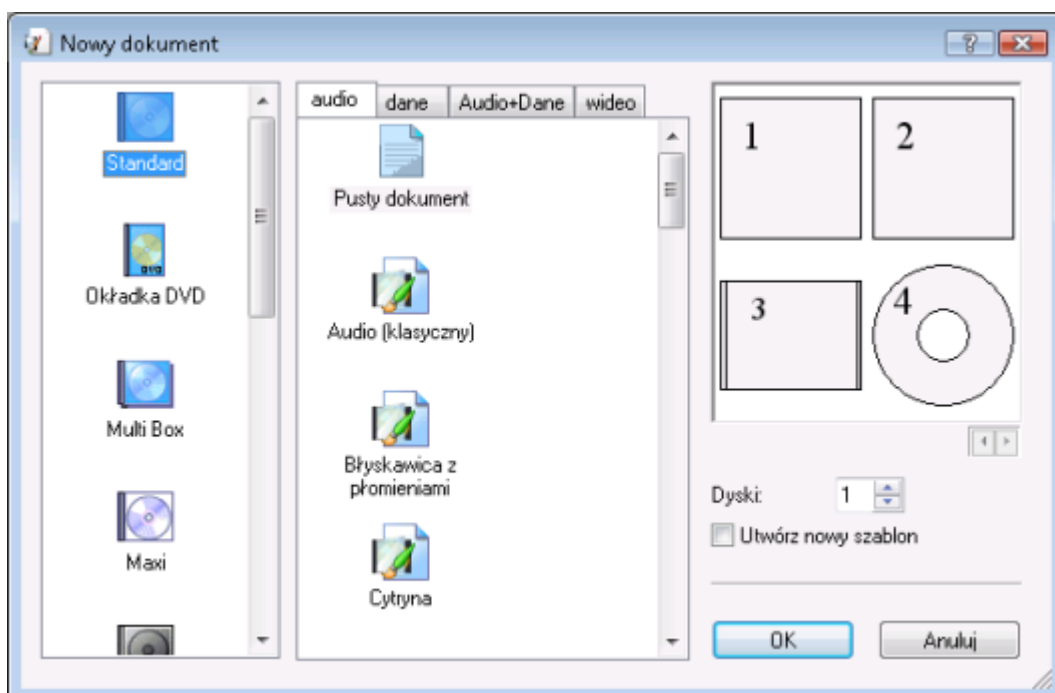 Nowy dokument
Standard
Okładka DVD
DVD
Multi Box
Maxi
audio
dane
Audio+Dane
wideo
Pusty dokument
Audio (klasyczny)
Błyskawica z
płomieniami
Cytryna
1
2
3
4
Dyski:
1
Utwórz nowy szablon
OK
Anuluj